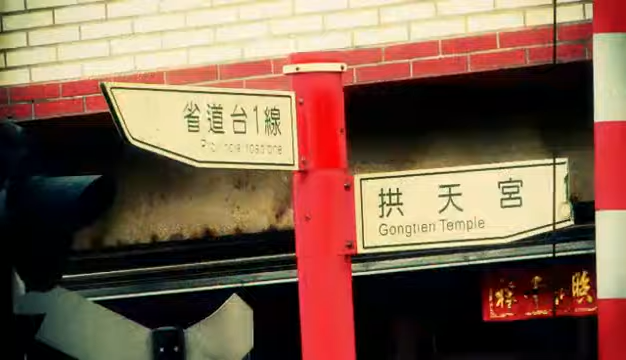 省道台1線
Provincial road one
拱天宮
Gongtien Temple